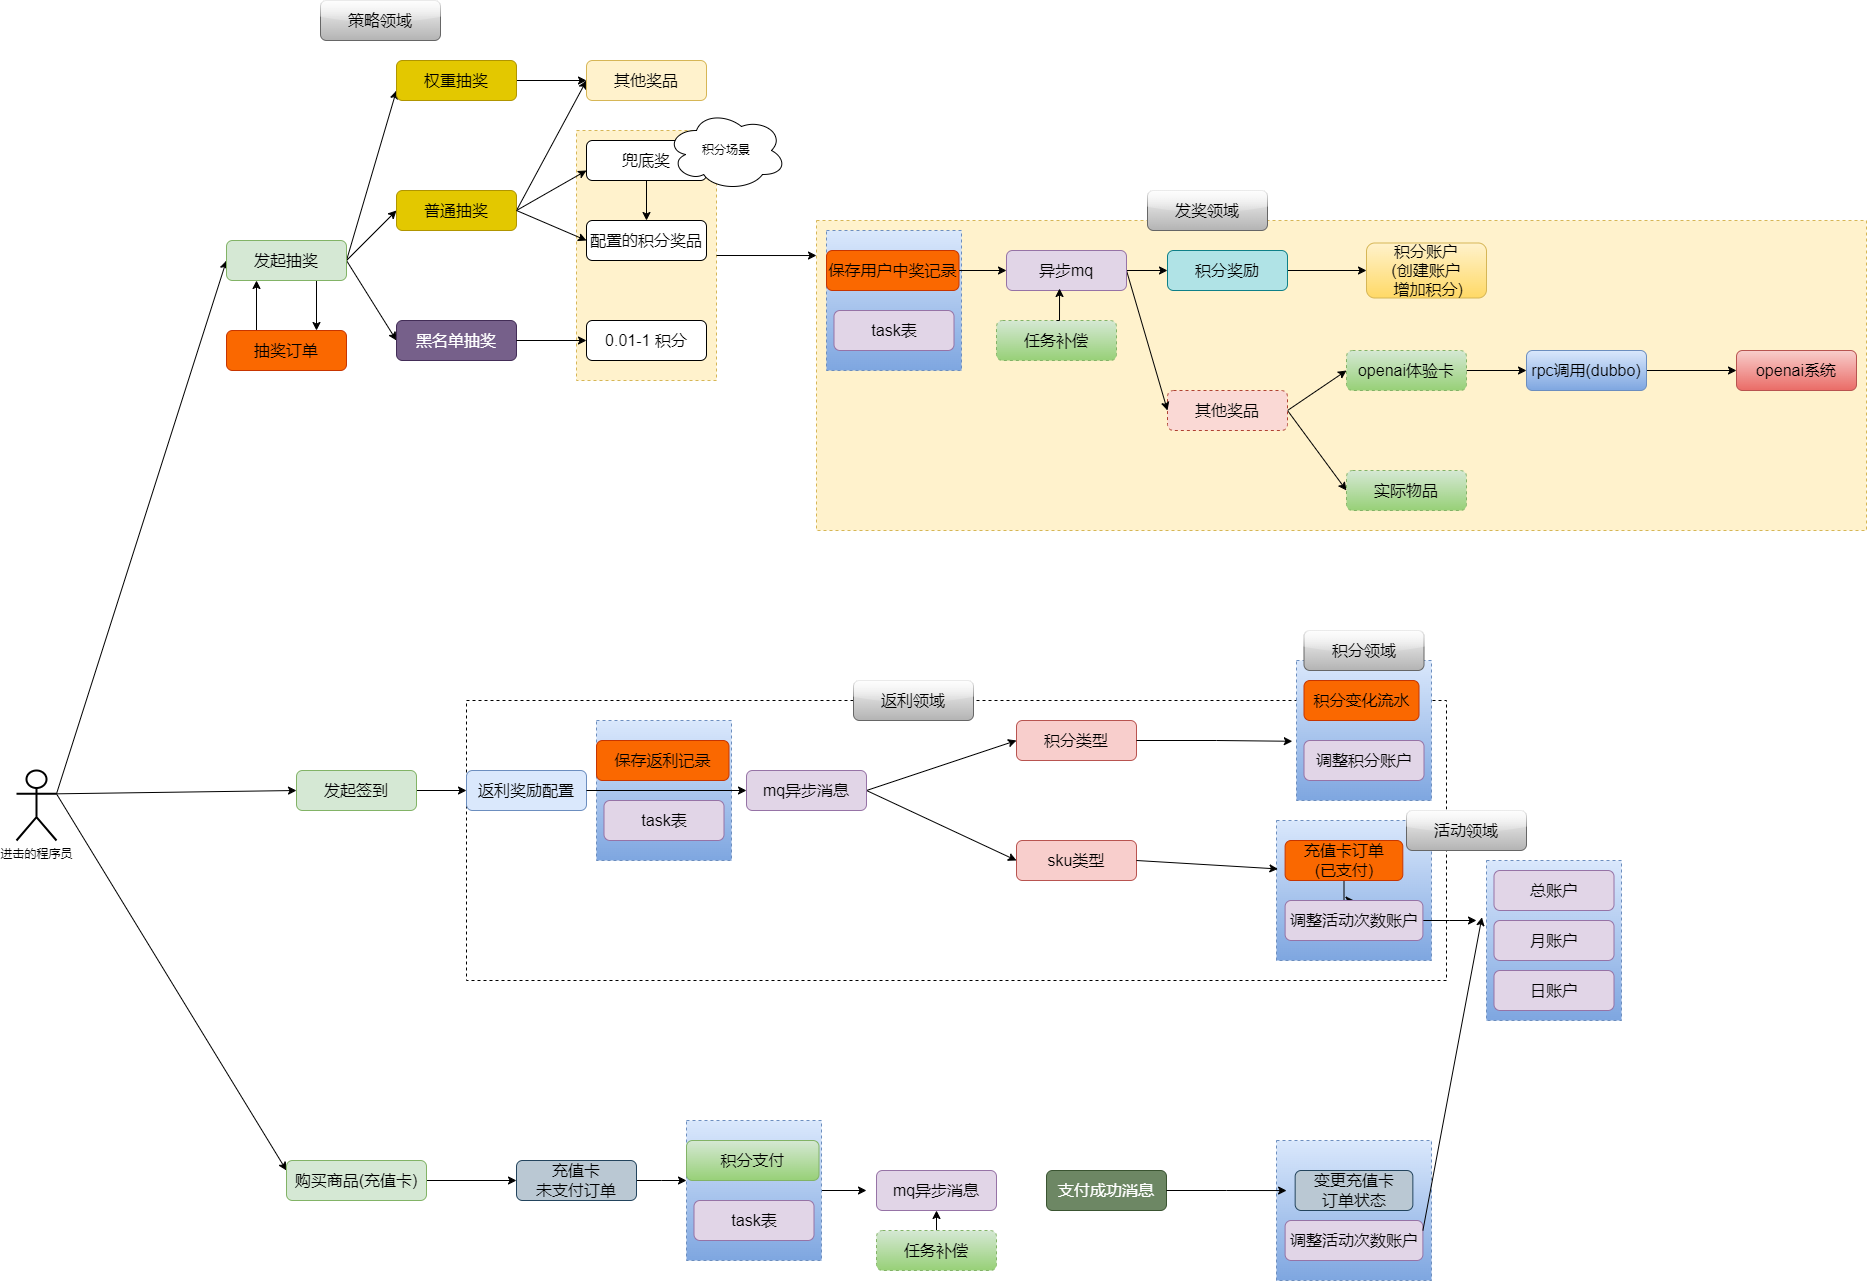 策略领域
权重抽奖
其他奖品
兜底奖
积分场景
普通抽奖
配置的积分奖品
发起抽奖
抽奖订单
黑名单抽奖
0.01-1 积分
发奖领域
保存用户中奖记录
task表
异步mq
任务补偿
积分奖励
积分账户
(创建账户
增加积分)
其他奖品
openai体验卡
rpc调用(dubbo)
openai系统
实际物品
进击的程序员
返利领域
积分领域
发起签到
返利奖励配置
保存返利记录
task表
mq异步消息
积分类型
积分变化流水
调整积分账户
sku类型
活动领域
充值卡订单
(已支付)
调整活动次数账户
总账户
月账户
日账户
购买商品(充值卡)
充值卡
未支付订单
积分支付
task表
mq异步消息
任务补偿
支付成功消息
变更充值卡
订单状态
调整活动次数账户